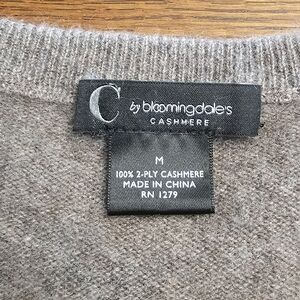 C by bloomingdale's
CASHMERE
M
100% 2-PLY CASHMERE
MADE IN CHINA
RN 1279